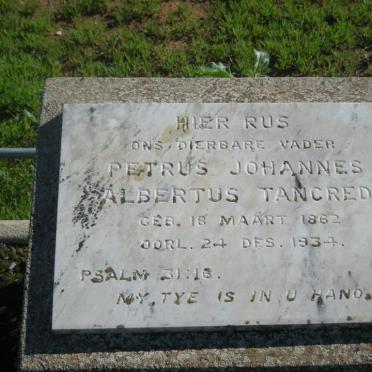 HIER RUS
ONS DIERBARE VADER
PETRUS JOHANNES
ALBERTUS TANCRED
GEB. 18 MAART 1862
OORL. 24 DES. 1934.
PSALM 31:16.
MY TYE IS IN U HAND.